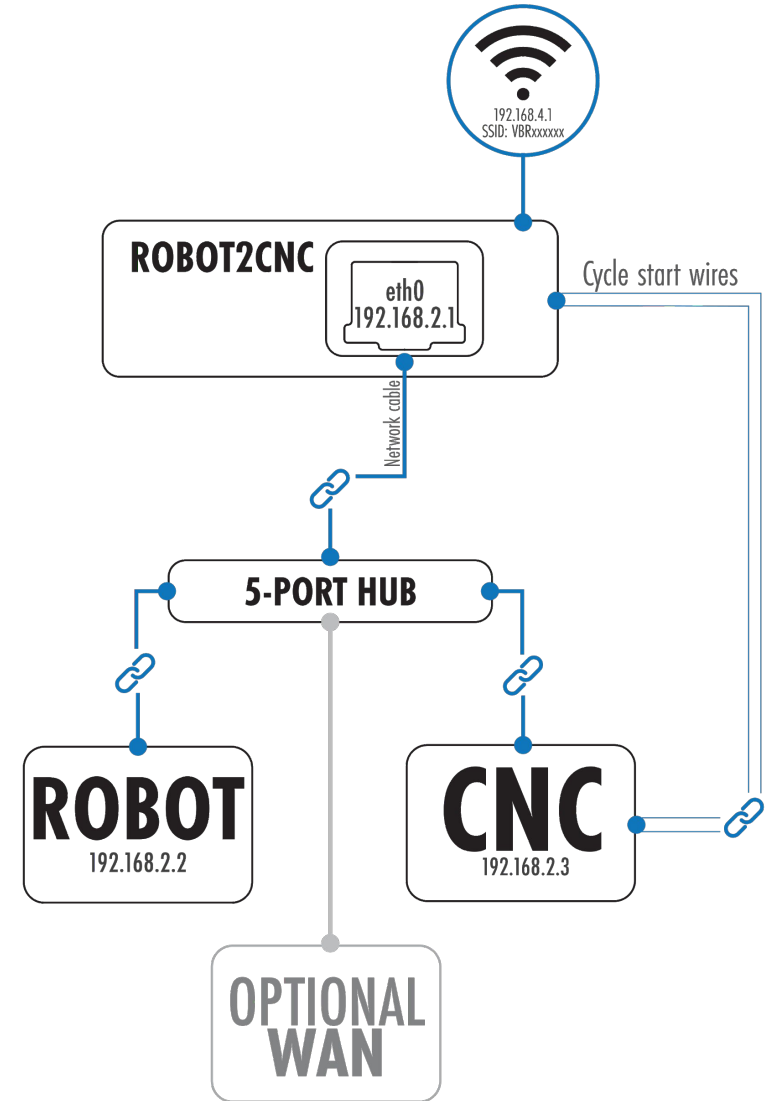 192.168.4.1
SSID: VBRxxxxxx
ROBOT2CNC
eth0
192.168.2.1
Cycle start wires
Network cable
5-PORT HUB
ROBOT
192.168.2.2
CNC
192.168.2.3
OPTIONAL
WAN